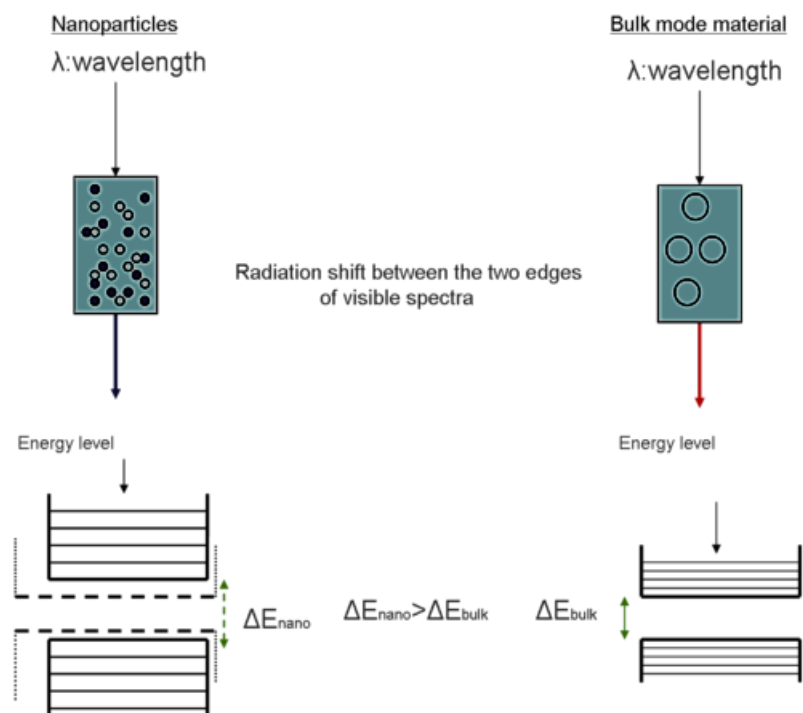 Nanoparticles
λ:wavelength
Bulk mode material
λ:wavelength
Radiation shift between the two edges
of visible spectra
Energy level
Energy level
ΔEnano
ΔEnano>ΔEbulk
ΔEbulk